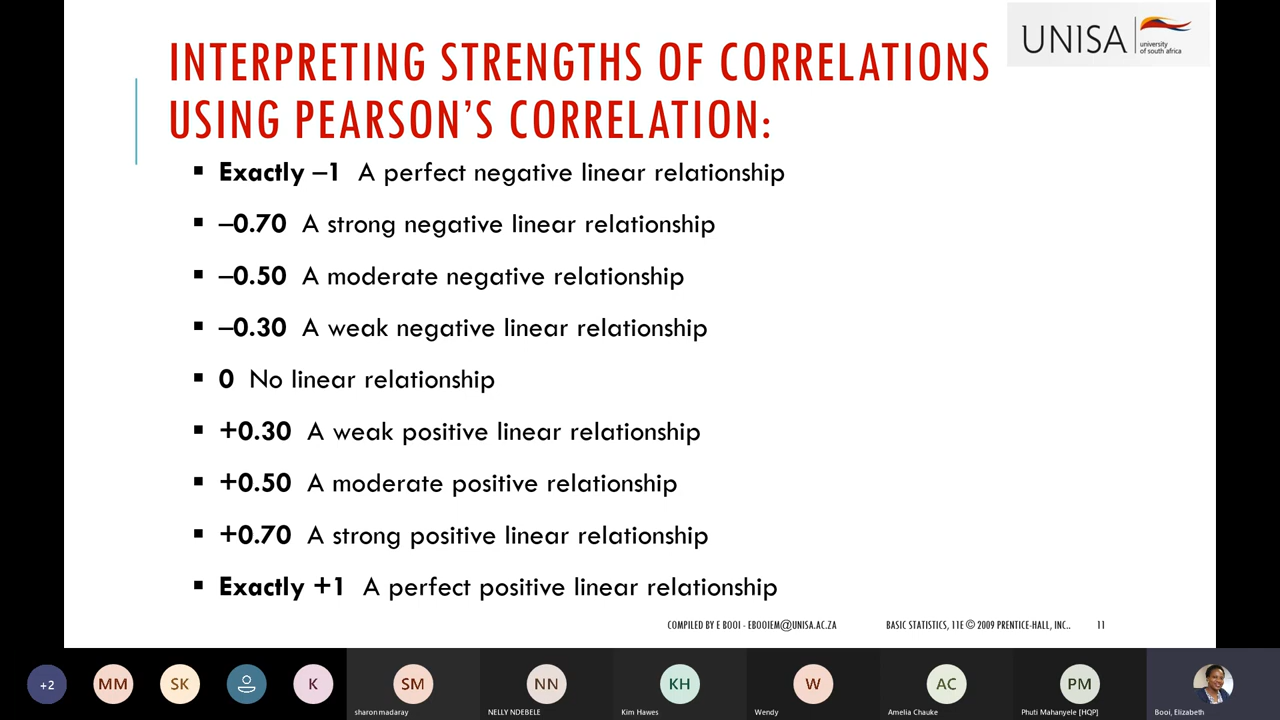 UNISA
university
of south africa
INTERPRETING STRENGTHS OF CORRELATIONS
USING PEARSON'S CORRELATION:
▪ Exactly –1 A perfect negative linear relationship
▪ –0.70 A strong negative linear relationship
▪ –0.50 A moderate negative relationship
▪ –0.30 A weak negative linear relationship
▪ 0 No linear relationship
▪ +0.30 A weak positive linear relationship
▪ +0.50 A moderate positive relationship
▪ +0.70 A strong positive linear relationship
▪ Exactly +1 A perfect positive linear relationship
COMPILED BY E BOOI - EBOOIEM@UNISA.AC.ZA BASIC STATISTICS, 11E © 2009 PRENTICE-HALL, INC.. 11
+2 MM SK K SM NN KH W AC PM
sharon madaray NELLY NDEBELE Kim Hawes Wendy Amelia Chauke Phuti Mahanyele [HQP] Booi, Elizabeth